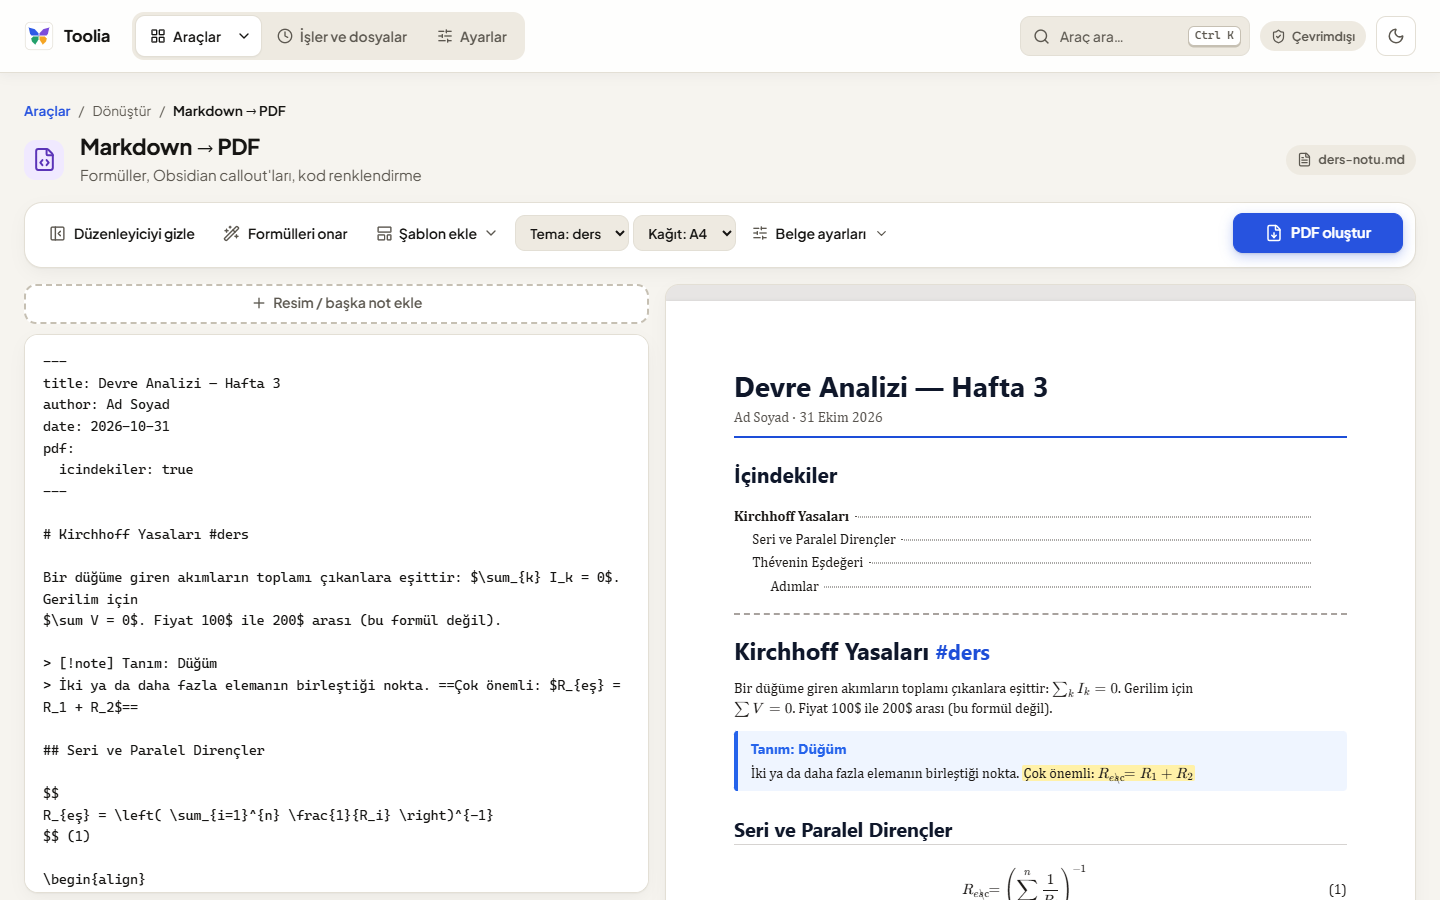 Toolia
Araçlar
İşler ve dosyalar
Ayarlar
Araç ara...
Ctrl K
Çevrimdışı
Araçlar / Dönüştür / Markdown→PDF
Markdown→PDF
Formüller, Obsidian callout'ları, kod renklendirme
ders-notu.md
Düzenleyiciyi gizle
Formülleri onar
Şablon ekle
Tema: ders
Kağıt: A4
Belge ayarları
PDF oluştur
+ Resim / başka not ekle
---
title: Devre Analizi — Hafta 3
author: Ad Soyad
date: 2026-10-31
pdf:
  icindekiler: true
---
# Kirchhoff Yasaları #ders
Bir düğüme giren akımların toplamı çıkanlara eşittir: $\sum_{k} I_k = 0$.
Gerilim için
$\sum V = 0$. Fiyat 100$ ile 200$ arası (bu formül değil).
> [!note] Tanım: Düğüm
> İki ya da daha fazla elemanın birleştiği nokta. ==Çok önemli: $R_{eş} =
R_1 + R_2$==
## Seri ve Paralel Dirençler
$$
R_{eş} = \left( \sum_{i=1}^{n} \frac{1}{R_i} \right)^{-1}
$$ (1)
\begin{align}
Devre Analizi — Hafta 3
Ad Soyad · 31 Ekim 2026
İçindekiler
Kirchhoff Yasaları
Seri ve Paralel Dirençler
Thévenin Eşdeğeri
Adımlar
Kirchhoff Yasaları #ders
Bir düğüme giren akımların toplamı çıkanlara eşittir: ∑k Ik = 0. Gerilim için
∑ V = 0. Fiyat 100$ ile 200$ arası (bu formül değil).
Tanım: Düğüm
İki ya da daha fazla elemanın birleştiği nokta. Çok önemli: R = R1 + R2
Seri ve Paralel Dirençler
R = (∑ n 1/R)−1 (1)